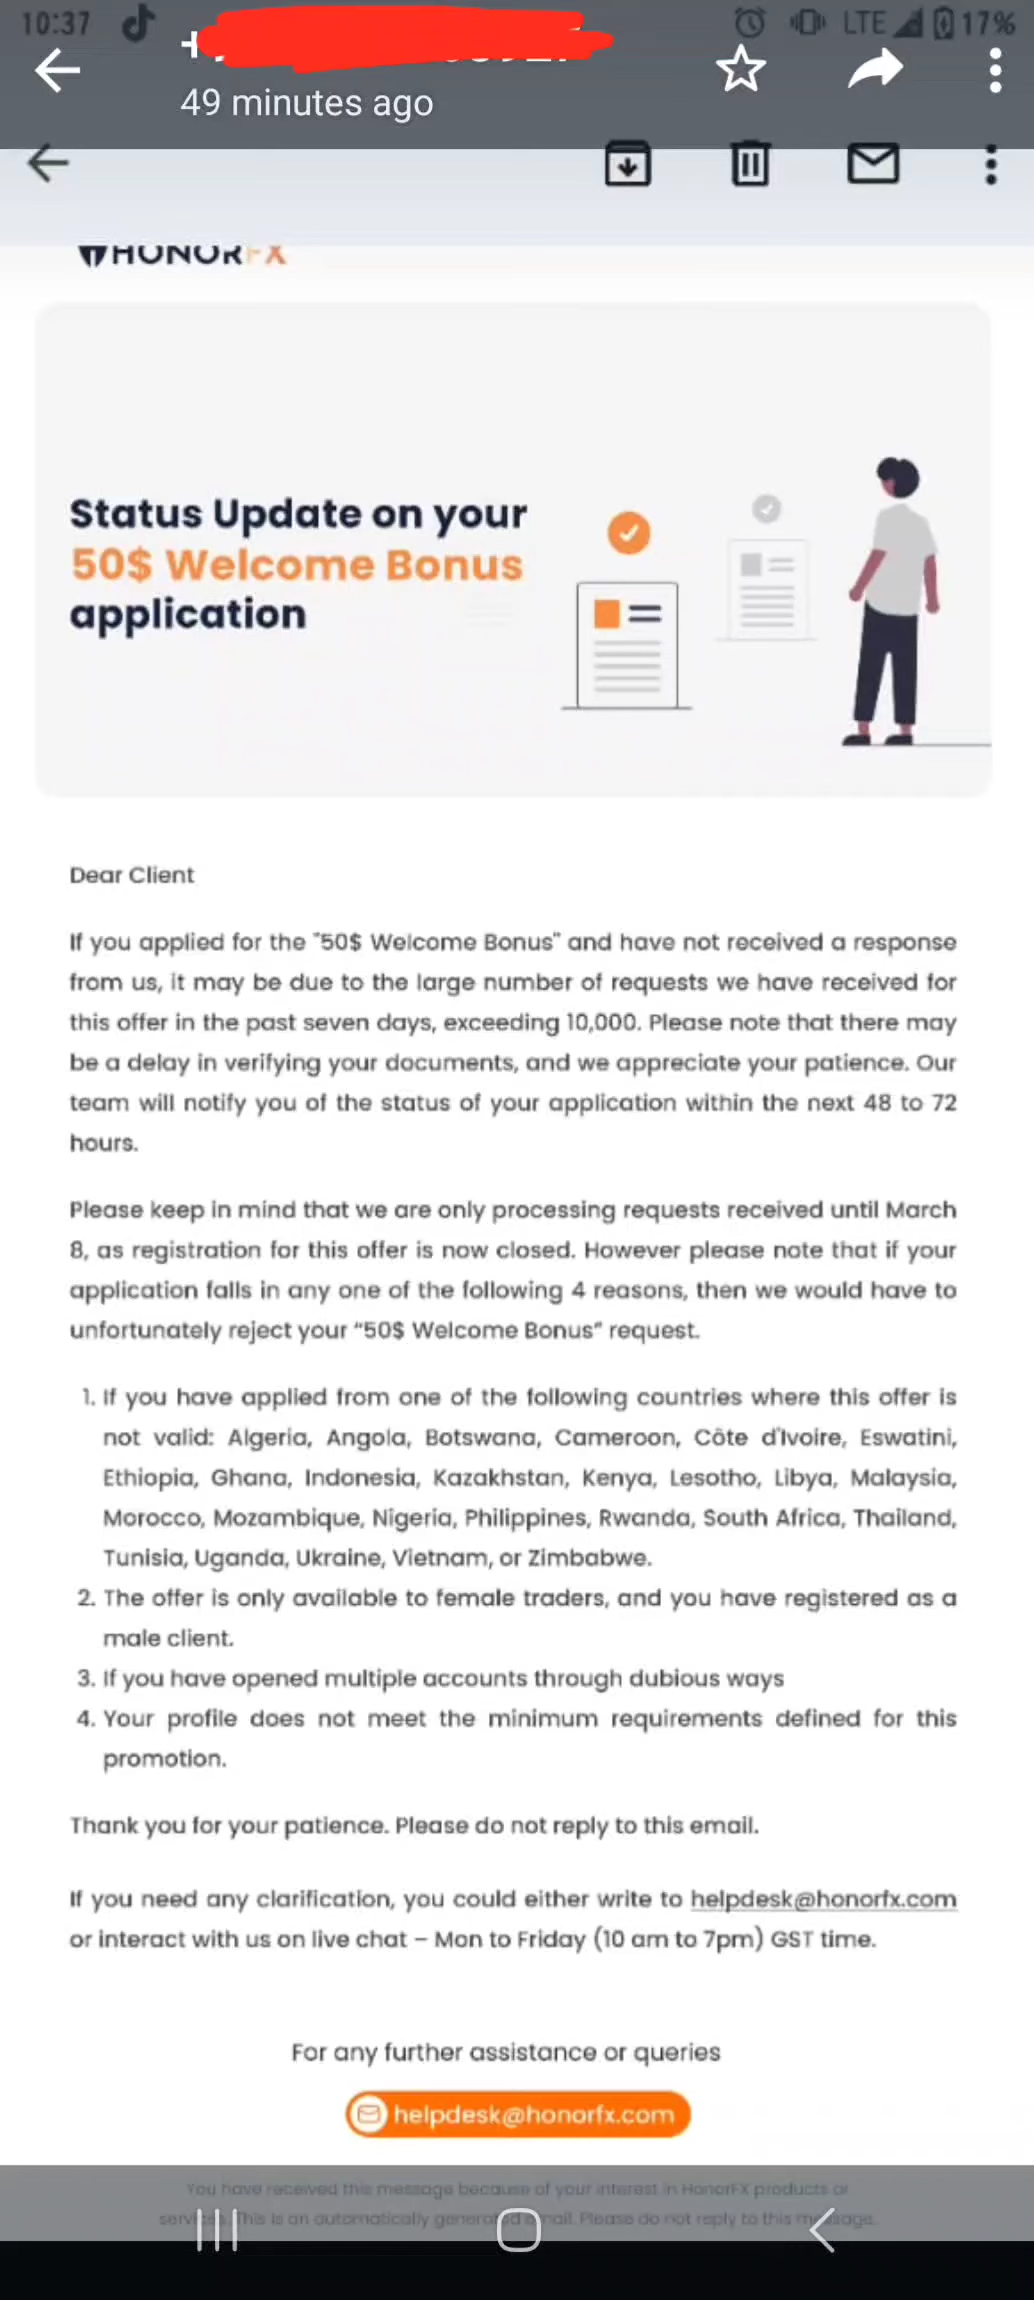 10:37
LTE
17%
49 minutes ago
HONORFX
Status Update on your
50$ Welcome Bonus
application
Dear Client
If you applied for the "50$ Welcome Bonus" and have not received a response
from us, it may be due to the large number of requests we have received for
this offer in the past seven days, exceeding 10,000. Please note that there may
be a delay in verifying your documents, and we appreciate your patience. Our
team will notify you of the status of your application within the next 48 to 72
hours.
Please keep in mind that we are only processing requests received until March
8, as registration for this offer is now closed. However please note that if your
application falls in any one of the following 4 reasons, then we would have to
unfortunately reject your “50$ Welcome Bonus” request.
1. If you have applied from one of the following countries where this offer is
not valid: Algeria, Angola, Botswana, Cameroon, Côte d'Ivoire, Eswatini,
Ethiopia, Ghana, Indonesia, Kazakhstan, Kenya, Lesotho, Libya, Malaysia,
Morocco, Mozambique, Nigeria, Philippines, Rwanda, South Africa, Thailand,
Tunisia, Uganda, Ukraine, Vietnam, or Zimbabwe.
2. The offer is only available to female traders, and you have registered as a
male client.
3. If you have opened multiple accounts through dubious ways
4. Your profile does not meet the minimum requirements defined for this
promotion.
Thank you for your patience. Please do not reply to this email.
If you need any clarification, you could either write to helpdesk@honorfx.com
or interact with us on live chat – Mon to Friday (10 am to 7pm) GST time.
For any further assistance or queries
helpdesk@honorfx.com
You have received this message because of your interest in HonorFX products or
This is an automatically generated Please do not reply to this message.